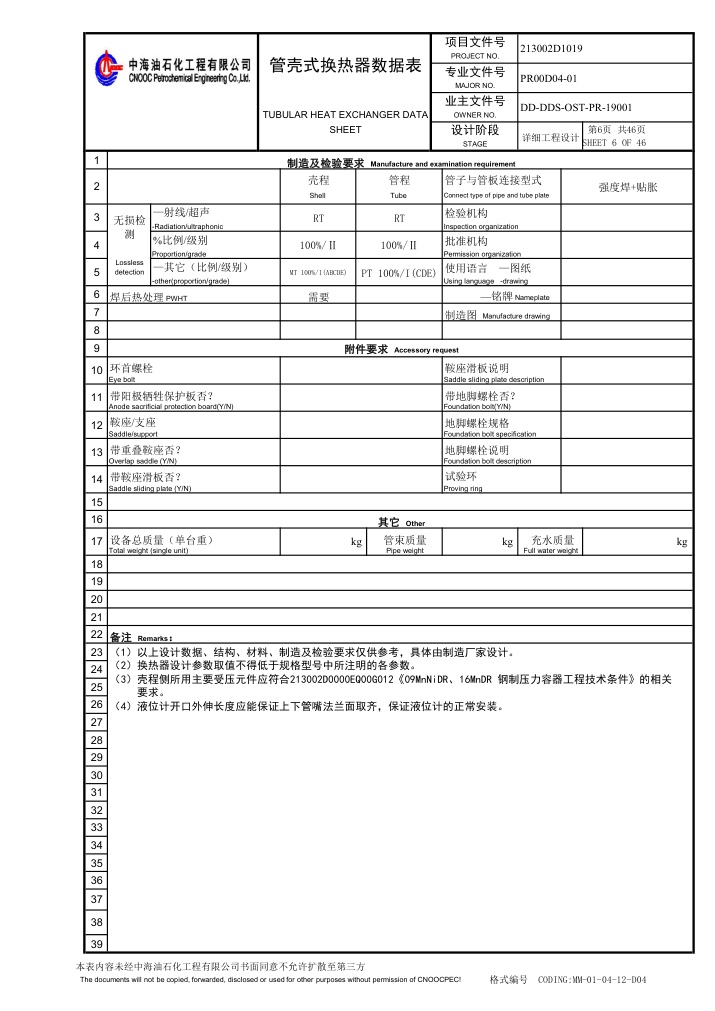 中海油石化工程有限公司
CNOOC Petrochemical Engineering Co.,Ltd.
管壳式换热器数据表
TUBULAR HEAT EXCHANGER DATA
SHEET
项目文件号
PROJECT NO.
213002D1019
专业文件号
MAJOR NO.
PR00D04-01
业主文件号
OWNER NO.
DD-DDS-OST-PR-19001
设计阶段
STAGE
详细工程设计
第6页 共46页
SHEET 6 OF 46
1 制造及检验要求 Manufacture and examination requirement
2
壳程
Shell
管程
Tube
管子与管板连接型式
Connect type of pipe and tube plate
强度焊+贴胀
无损检
测
Lossless
detection
3
—射线/超声
-Radiation/ultraphonic
RT
RT
检验机构
Inspection organization
4
%比例/级别
Proportion/grade
100%/Ⅱ
100%/Ⅱ
批准机构
Permission organization
5
—其它（比例/级别）
-other(proportion/grade)
MT 100%/I(ABCDE)
PT 100%/I(CDE)
使用语言 —图纸
Using language -drawing
6 焊后热处理 PWHT 需要 —铭牌 Nameplate
7 制造图 Manufacture drawing
8
9 附件要求 Accessory request
10
环首螺栓
Eye bolt
鞍座滑板说明
Saddle sliding plate description
11
带阳极牺牲保护板否？
Anode sacrificial protection board(Y/N)
带地脚螺栓否？
Foundation bolt(Y/N)
12
鞍座/支座
Saddle/support
地脚螺栓规格
Foundation bolt specification
13
带重叠鞍座否？
Overlap saddle (Y/N)
地脚螺栓说明
Foundation bolt description
14
带鞍座滑板否？
Saddle sliding plate (Y/N)
试验环
Proving ring
15
16 其它 Other
17
设备总质量（单台重）
Total weight (single unit)
kg
管束质量
Pipe weight
kg
充水质量
Full water weight
kg
18
19
20
21
22 备注 Remarks：
23 （1）以上设计数据、结构、材料、制造及检验要求仅供参考，具体由制造厂家设计。
24 （2）换热器设计参数取值不得低于规格型号中所注明的各参数。
（3）壳程侧所用主要受压元件应符合213002D0000EQ00G012《09MnNiDR、16MnDR 钢制压力容器工程技术条件》的相关
25 要求。
26 （4）液位计开口外伸长度应能保证上下管嘴法兰面取齐，保证液位计的正常安装。
27
28
29
30
31
32
33
34
35
36
37
38
39
本表内容未经中海油石化工程有限公司书面同意不允许扩散至第三方
The documents will not be copied, forwarded, disclosed or used for other purposes without permission of CNOOCPEC!
格式编号 CODING:MM-01-04-12-D04